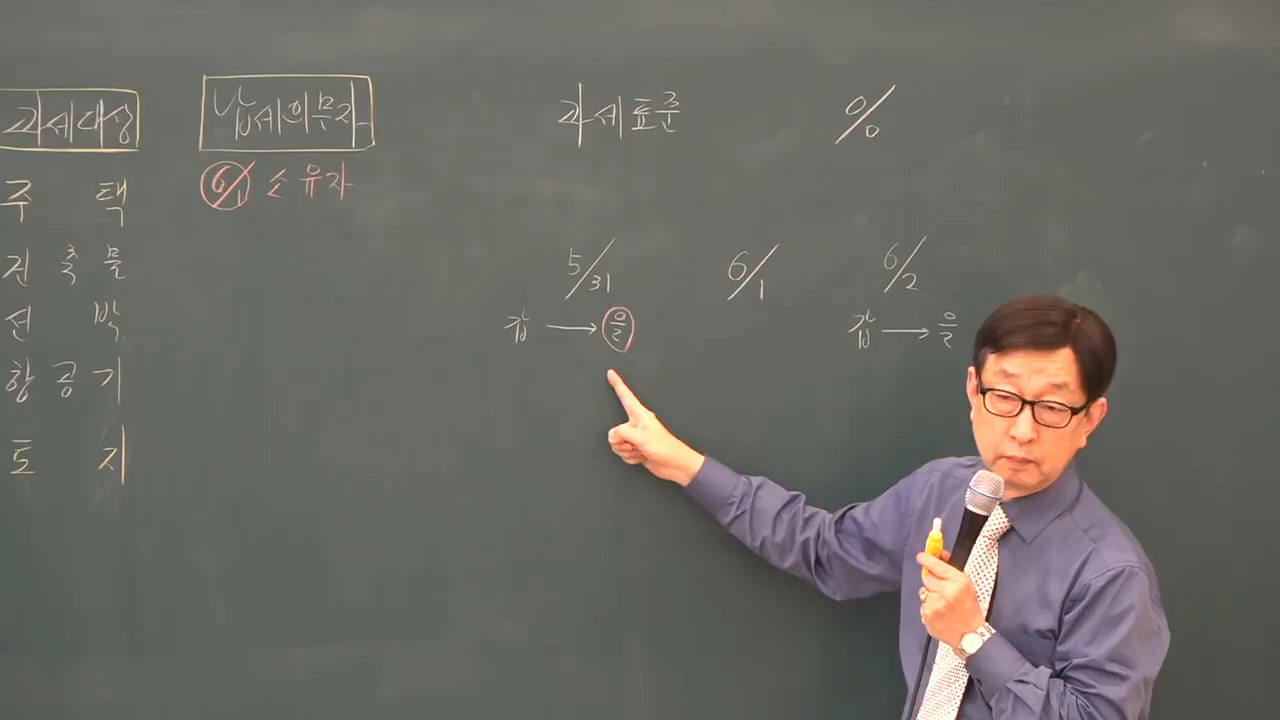 과세대상 납세의무자 과세표준 %
6/1 소유자
주 택
건축물
선 박
항공기
토 지
5/31 6/1 6/2
갑 → 을 갑 → 을